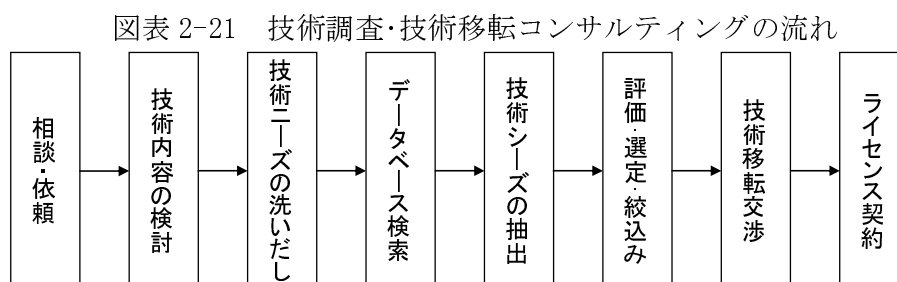 図表 2-21　技術調査･技術移転コンサルティングの流れ
相談・依頼
技術内容の検討
技術ニーズの洗いだし
データベース検索
技術シーズの抽出
評価・選定・絞込み
技術移転交渉
ライセンス契約